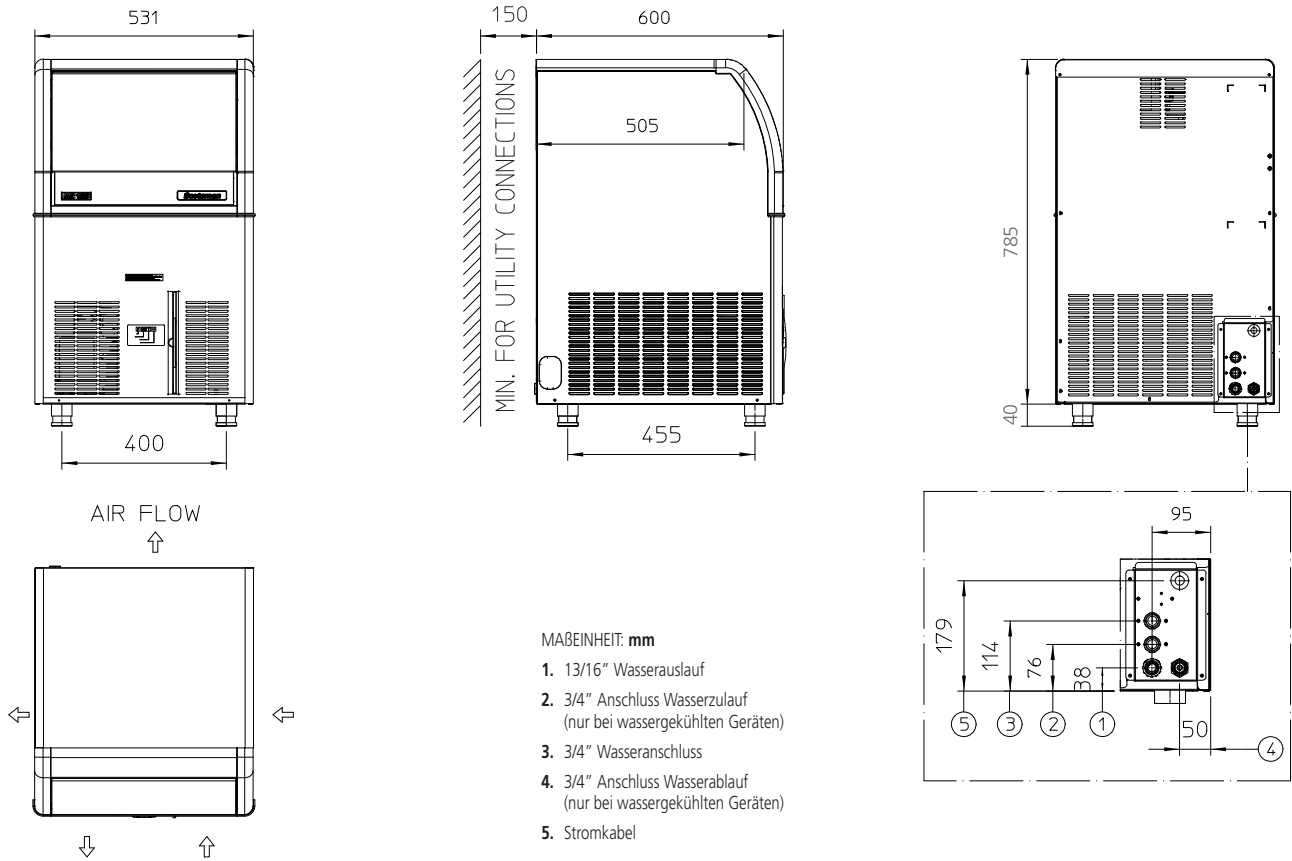 531
150
600
MIN. FOR UTILITY CONNECTIONS
505
785
40
400
455
AIR FLOW
MAßEINHEIT: mm
1. 13/16” Wasserauslauf
2. 3/4” Anschluss Wasserzulauf
(nur bei wassergekühlten Geräten)
3. 3/4” Wasseranschluss
4. 3/4” Anschluss Wasserablauf
(nur bei wassergekühlten Geräten)
5. Stromkabel
95
179
114
76
38
50
5
3
2
1
4